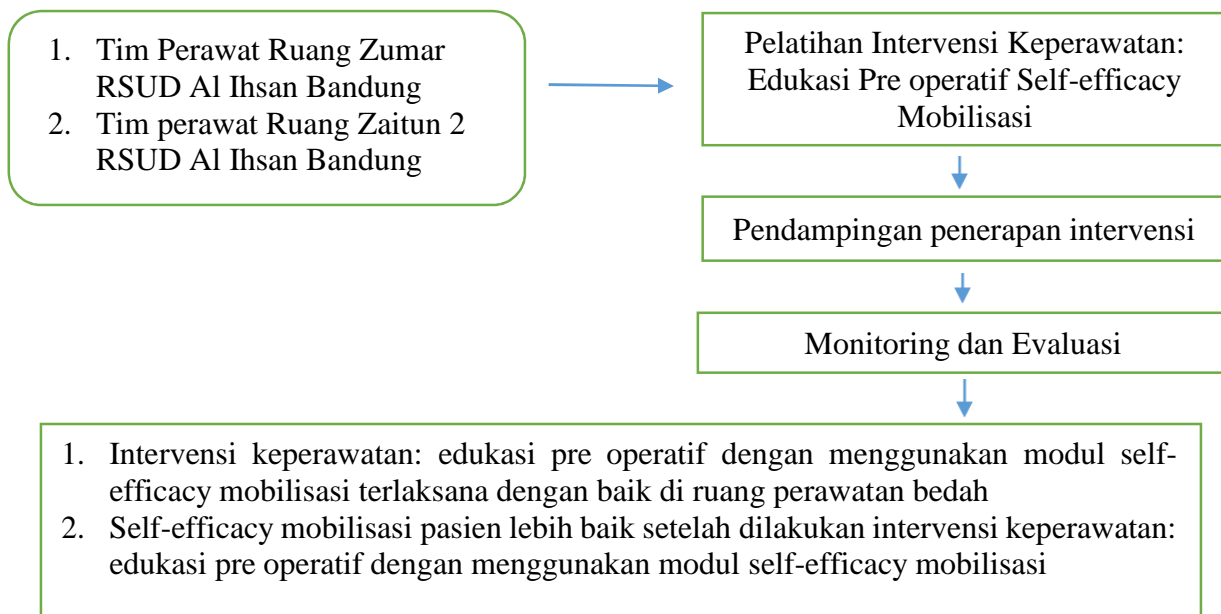 1. Tim Perawat Ruang Zumar
RSUD Al Ihsan Bandung
2. Tim perawat Ruang Zaitun 2
RSUD Al Ihsan Bandung
Pelatihan Intervensi Keperawatan:
Edukasi Pre operatif Self-efficacy
Mobilisasi
Pendampingan penerapan intervensi
Monitoring dan Evaluasi
1. Intervensi keperawatan: edukasi pre operatif dengan menggunakan modul self-
efficacy mobilisasi terlaksana dengan baik di ruang perawatan bedah
2. Self-efficacy mobilisasi pasien lebih baik setelah dilakukan intervensi keperawatan:
edukasi pre operatif dengan menggunakan modul self-efficacy mobilisasi